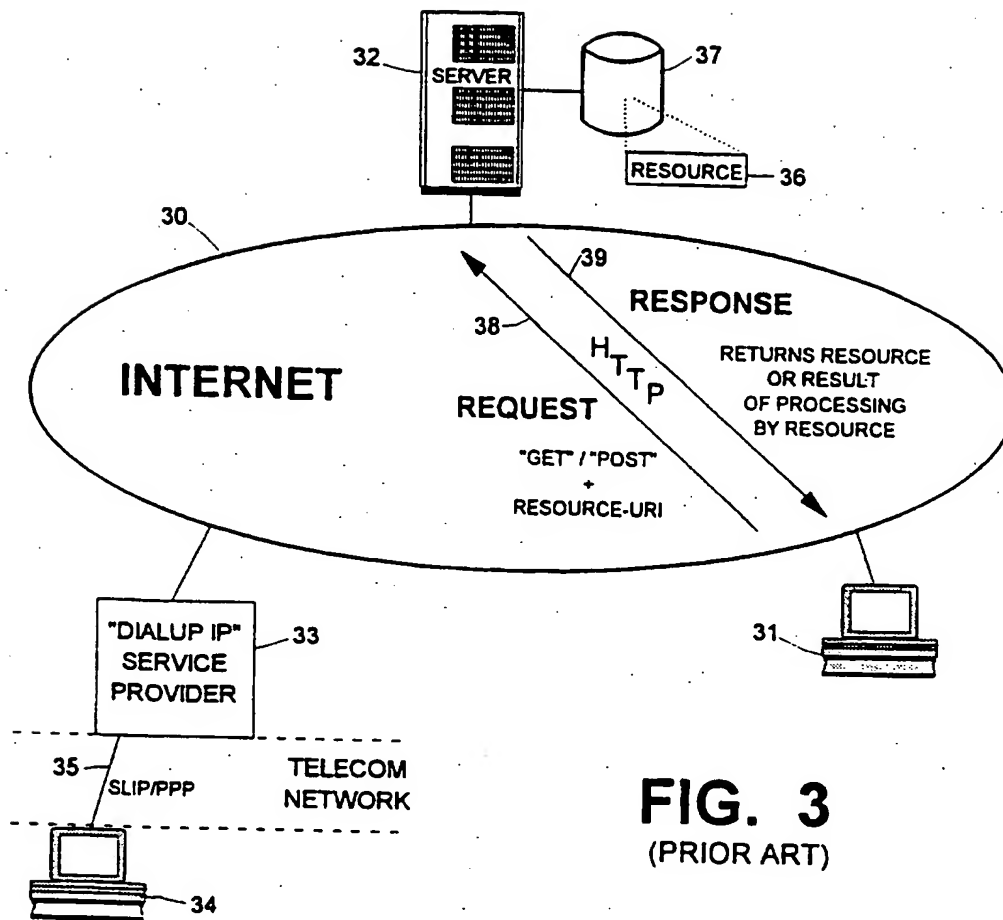 32
SERVER
37
RESOURCE
36
30
39
RESPONSE
38
HTTP
INTERNET
RETURNS RESOURCE
OR RESULT
OF PROCESSING
BY RESOURCE
REQUEST
"GET" / "POST"
+
RESOURCE-URI
"DIALUP IP"
SERVICE
PROVIDER
33
31
35
SLIP/PPP
TELECOM
NETWORK
34
FIG. 3
(PRIOR ART)